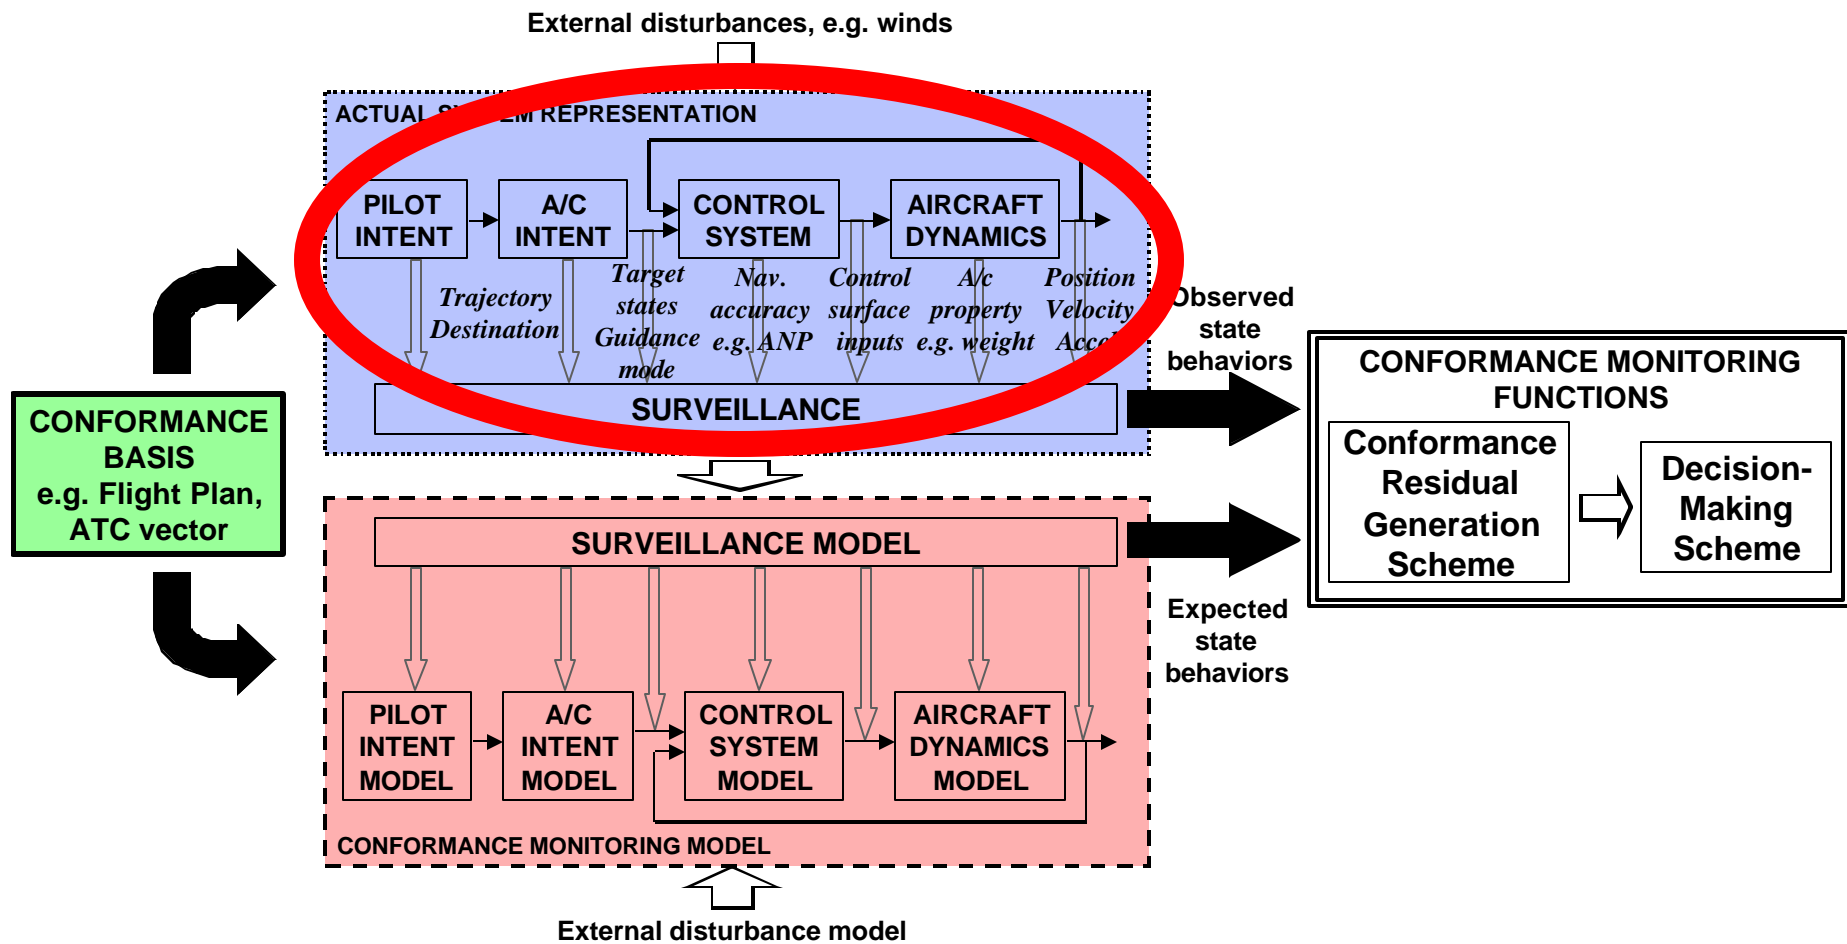 External disturbances, e.g. winds
ACTUAL SYSTEM REPRESENTATION
PILOT
INTENT
A/C
INTENT
CONTROL
SYSTEM
AIRCRAFT
DYNAMICS
Trajectory
Destination
Target
states
Guidance
mode
Nav.
accuracy
e.g. ANP
Control
surface
inputs
A/c
property
e.g. weight
Position
Velocity
SURVEILLANCE
Observed
state
behaviors
CONFORMANCE
BASIS
e.g. Flight Plan,
ATC vector
CONFORMANCE MONITORING
FUNCTIONS
Conformance
Residual
Generation
Scheme
Decision-
Making
Scheme
SURVEILLANCE MODEL
Expected
state
behaviors
PILOT
INTENT
MODEL
A/C
INTENT
MODEL
CONTROL
SYSTEM
MODEL
AIRCRAFT
DYNAMICS
MODEL
CONFORMANCE MONITORING MODEL
External disturbance model